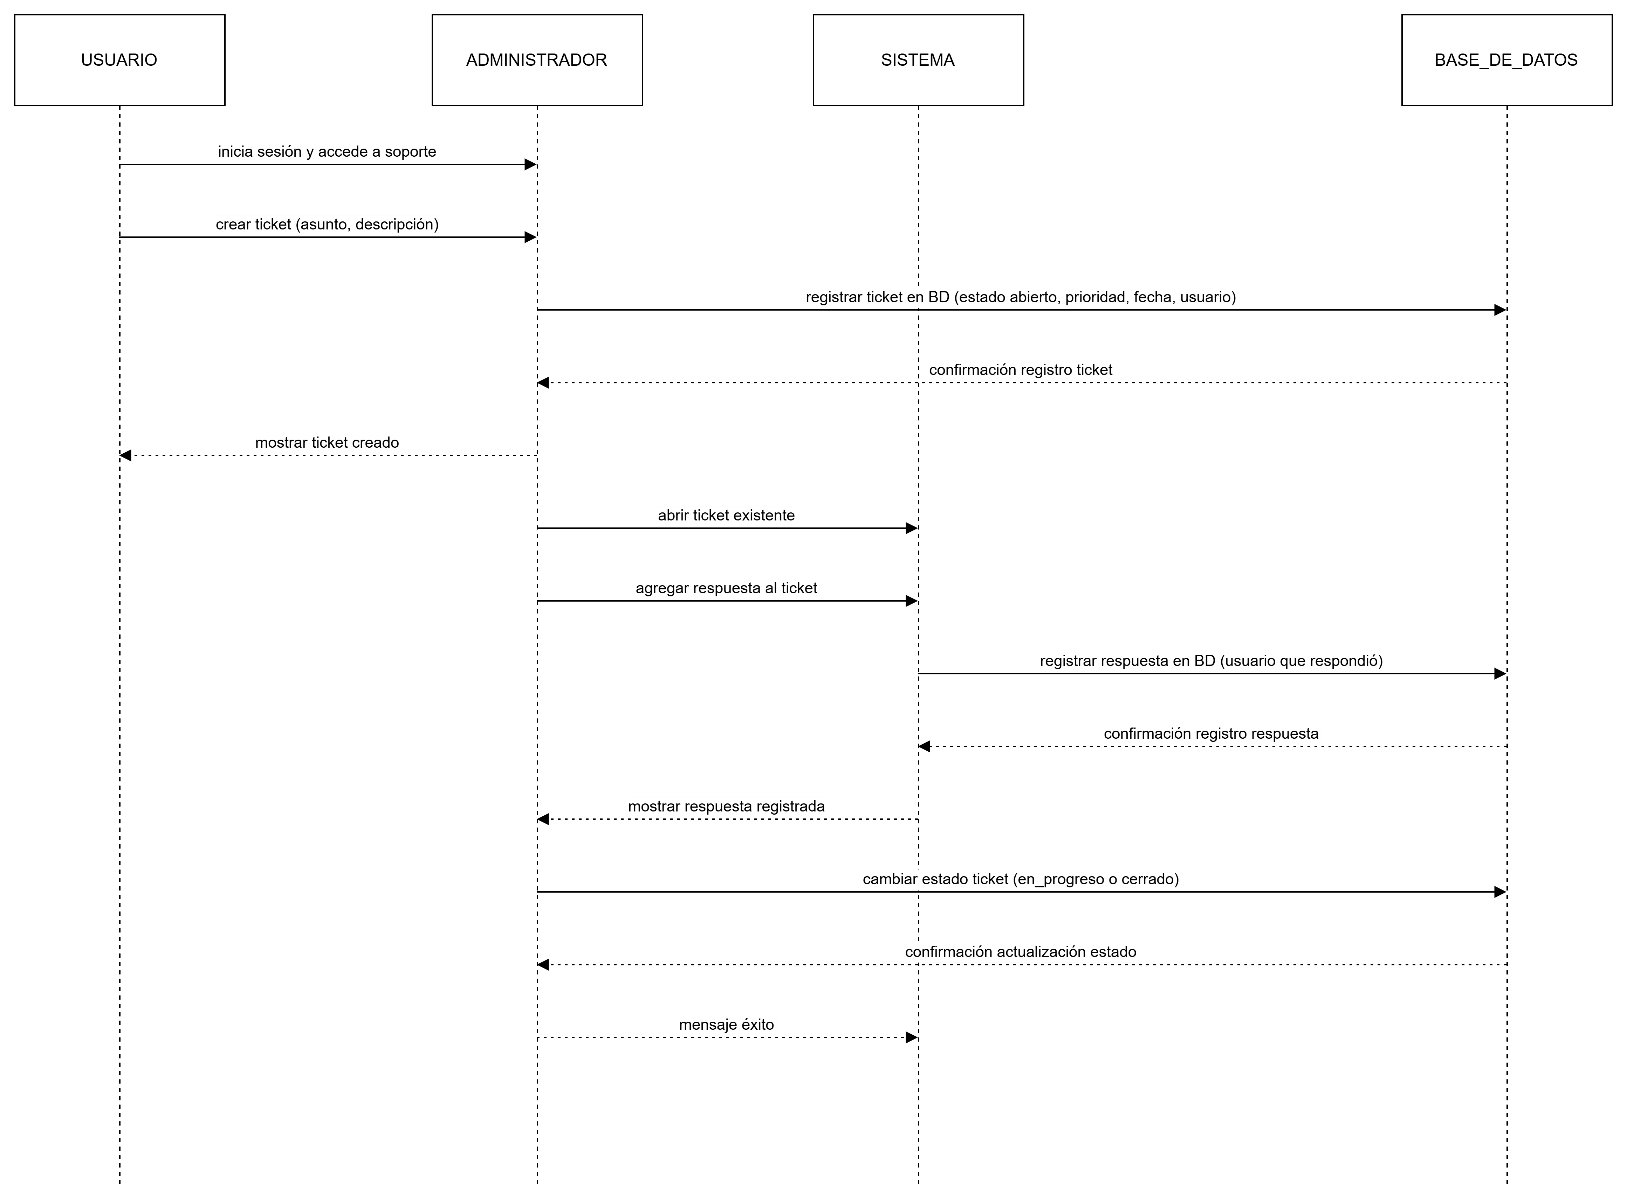 USUARIO
ADMINISTRADOR
SISTEMA
BASE_DE_DATOS
inicia sesión y accede a soporte
crear ticket (asunto, descripción)
registrar ticket en BD (estado abierto, prioridad, fecha, usuario)
confirmación registro ticket
mostrar ticket creado
abrir ticket existente
agregar respuesta al ticket
registrar respuesta en BD (usuario que respondió)
confirmación registro respuesta
mostrar respuesta registrada
cambiar estado ticket (en_progreso o cerrado)
confirmación actualización estado
mensaje éxito